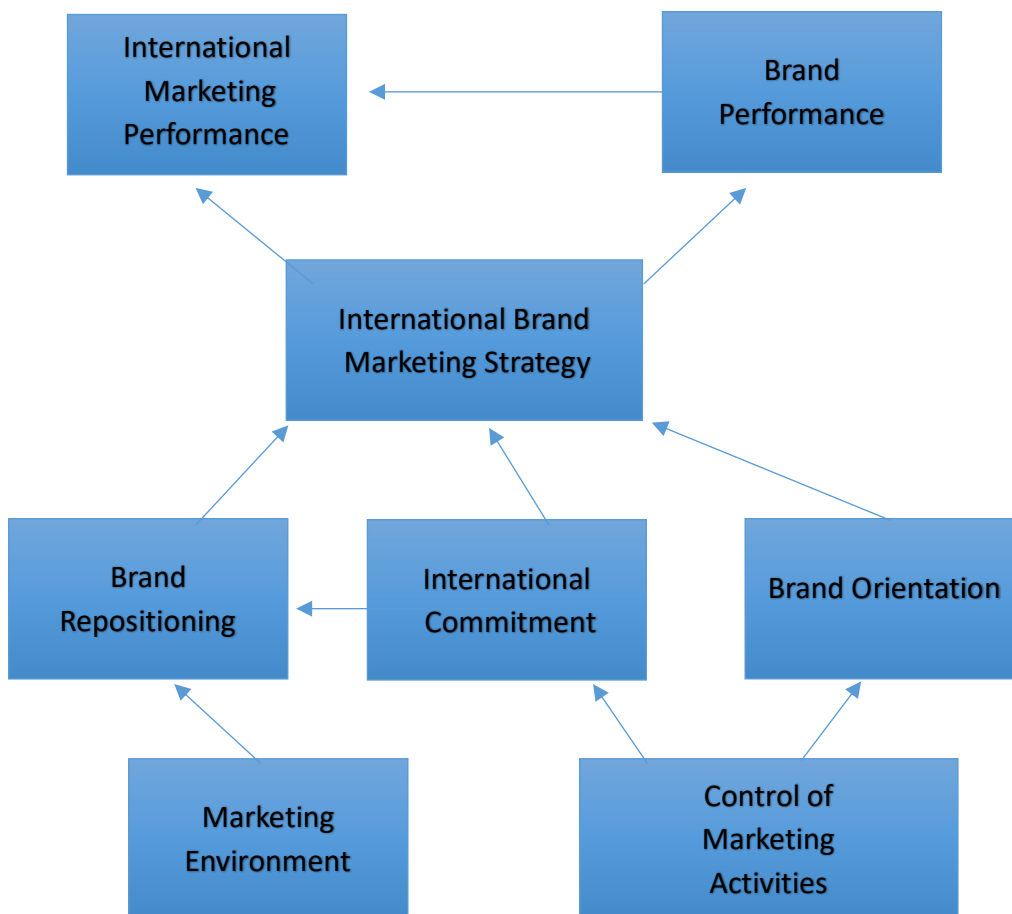 International
Marketing
Performance
Brand
Performance
International Brand
Marketing Strategy
Brand
Repositioning
International
Commitment
Brand Orientation
Marketing
Environment
Control of
Marketing
Activities